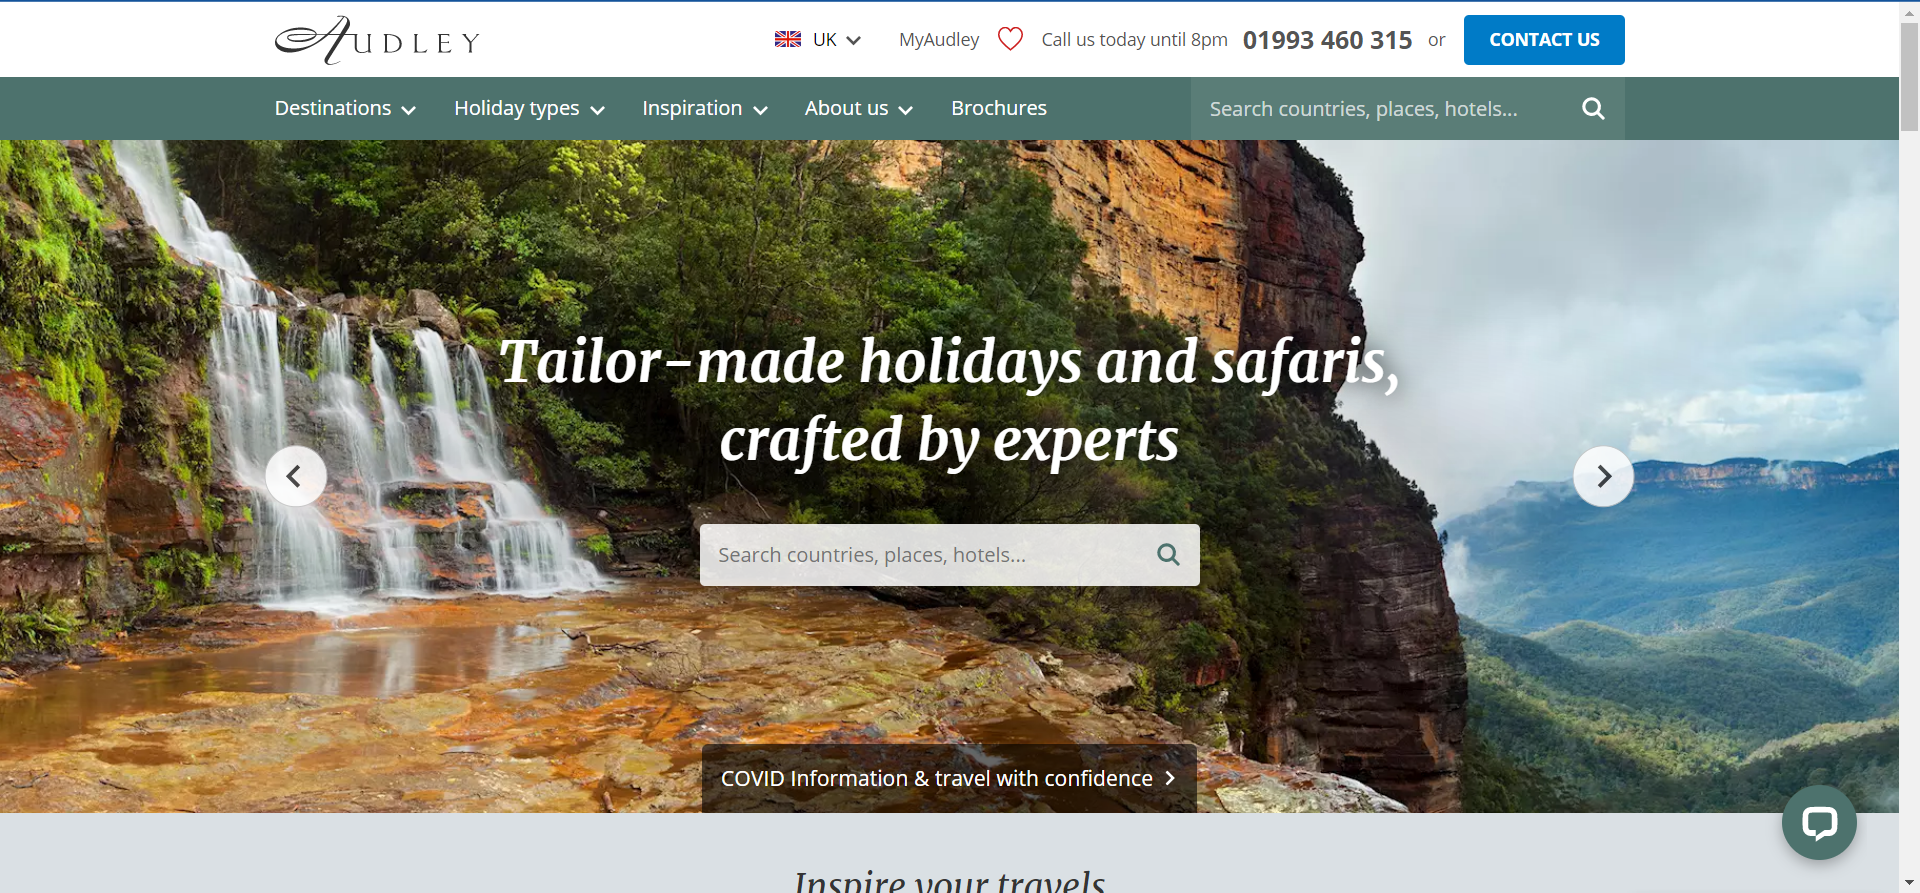 AUDLEY
UK
MyAudley
Call us today until 8pm 01993 460 315 or
CONTACT US
Destinations
Holiday types
Inspiration
About us
Brochures
Search countries, places, hotels...
Tailor-made holidays and safaris,
crafted by experts
Search countries, places, hotels...
COVID Information & travel with confidence
Inspire your travels